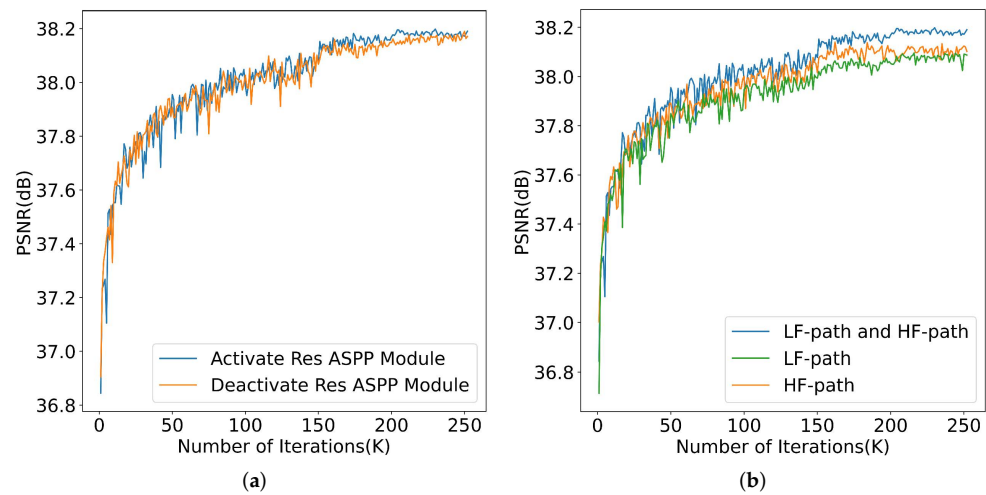 38.2
38.0
37.8
37.6
37.4
37.2
37.0
36.8
PSNR(dB)
0 50 100 150 200 250
Number of Iterations(K)
Activate Res ASPP Module
Deactivate Res ASPP Module
(a)
38.2
38.0
37.8
37.6
37.4
37.2
37.0
36.8
PSNR(dB)
0 50 100 150 200 250
Number of Iterations(K)
LF-path and HF-path
LF-path
HF-path
(b)